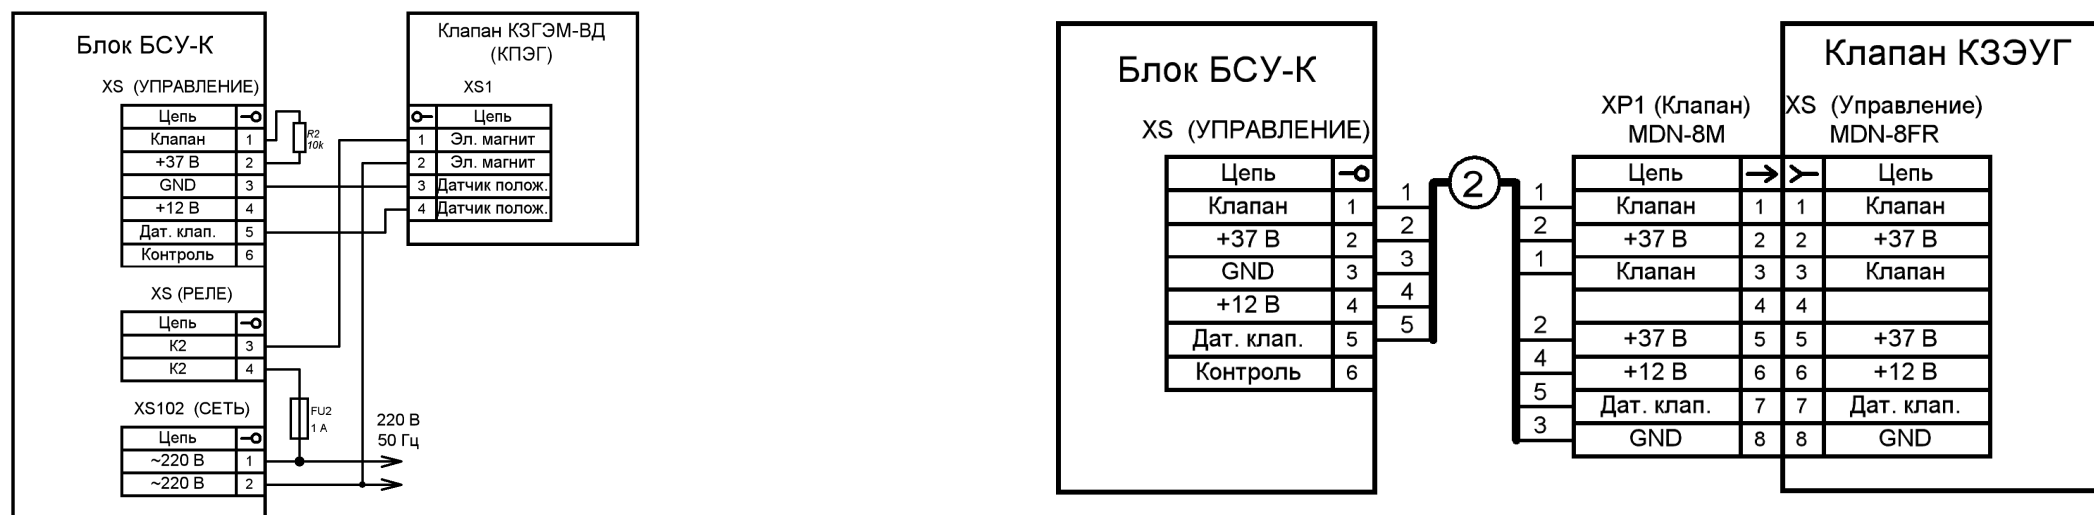 Блок БСУ-К
XS (УПРАВЛЕНИЕ)
Цепь
Клапан 1
+37 В 2
GND 3
+12 В 4
Дат. клап. 5
Контроль 6
R2
10k
XS (РЕЛЕ)
Цепь
К2 3
К2 4
XS102 (СЕТЬ)
Цепь
~220 В 1
~220 В 2
FU2
1 А
220 В
50 Гц
Клапан КЗГЭМ-ВД
(КПЭГ)
XS1
Цепь
1 Эл. магнит
2 Эл. магнит
3 Датчик полож.
4 Датчик полож.
Блок БСУ-К
XS (УПРАВЛЕНИЕ)
Цепь
Клапан 1 1
+37 В 2 2
GND 3 3
+12 В 4 4
Дат. клап. 5 5
Контроль 6
2
Клапан КЗЭУГ
XP1 (Клапан) XS (Управление)
MDN-8M MDN-8FR
Цепь Цепь
1 Клапан 1 1 Клапан
2 +37 В 2 2 +37 В
1 Клапан 3 3 Клапан
4 4
2 +37 В 5 5 +37 В
4 +12 В 6 6 +12 В
5 Дат. клап. 7 7 Дат. клап.
3 GND 8 8 GND